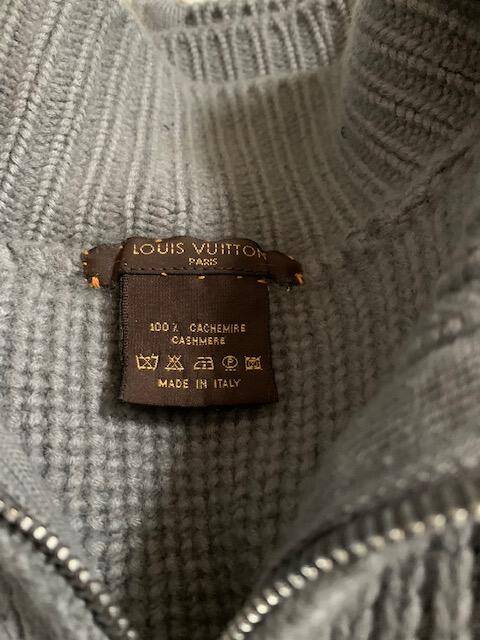 LOUIS VUITTON
PARIS
100% CACHEMIRE
CASHMERE
P
MADE IN ITALY